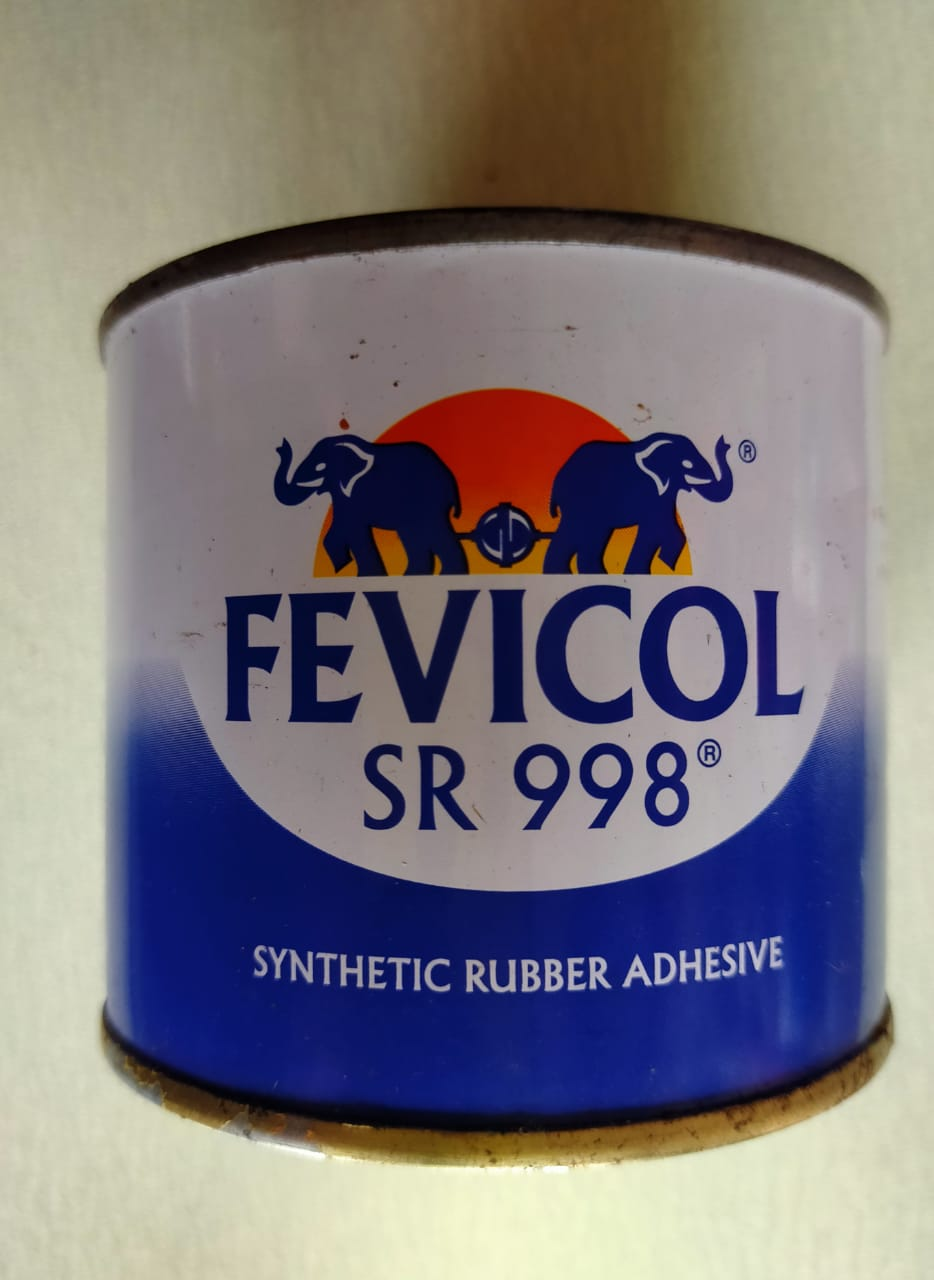 ®
FEVICOL
SR 998®
SYNTHETIC RUBBER ADHESIVE